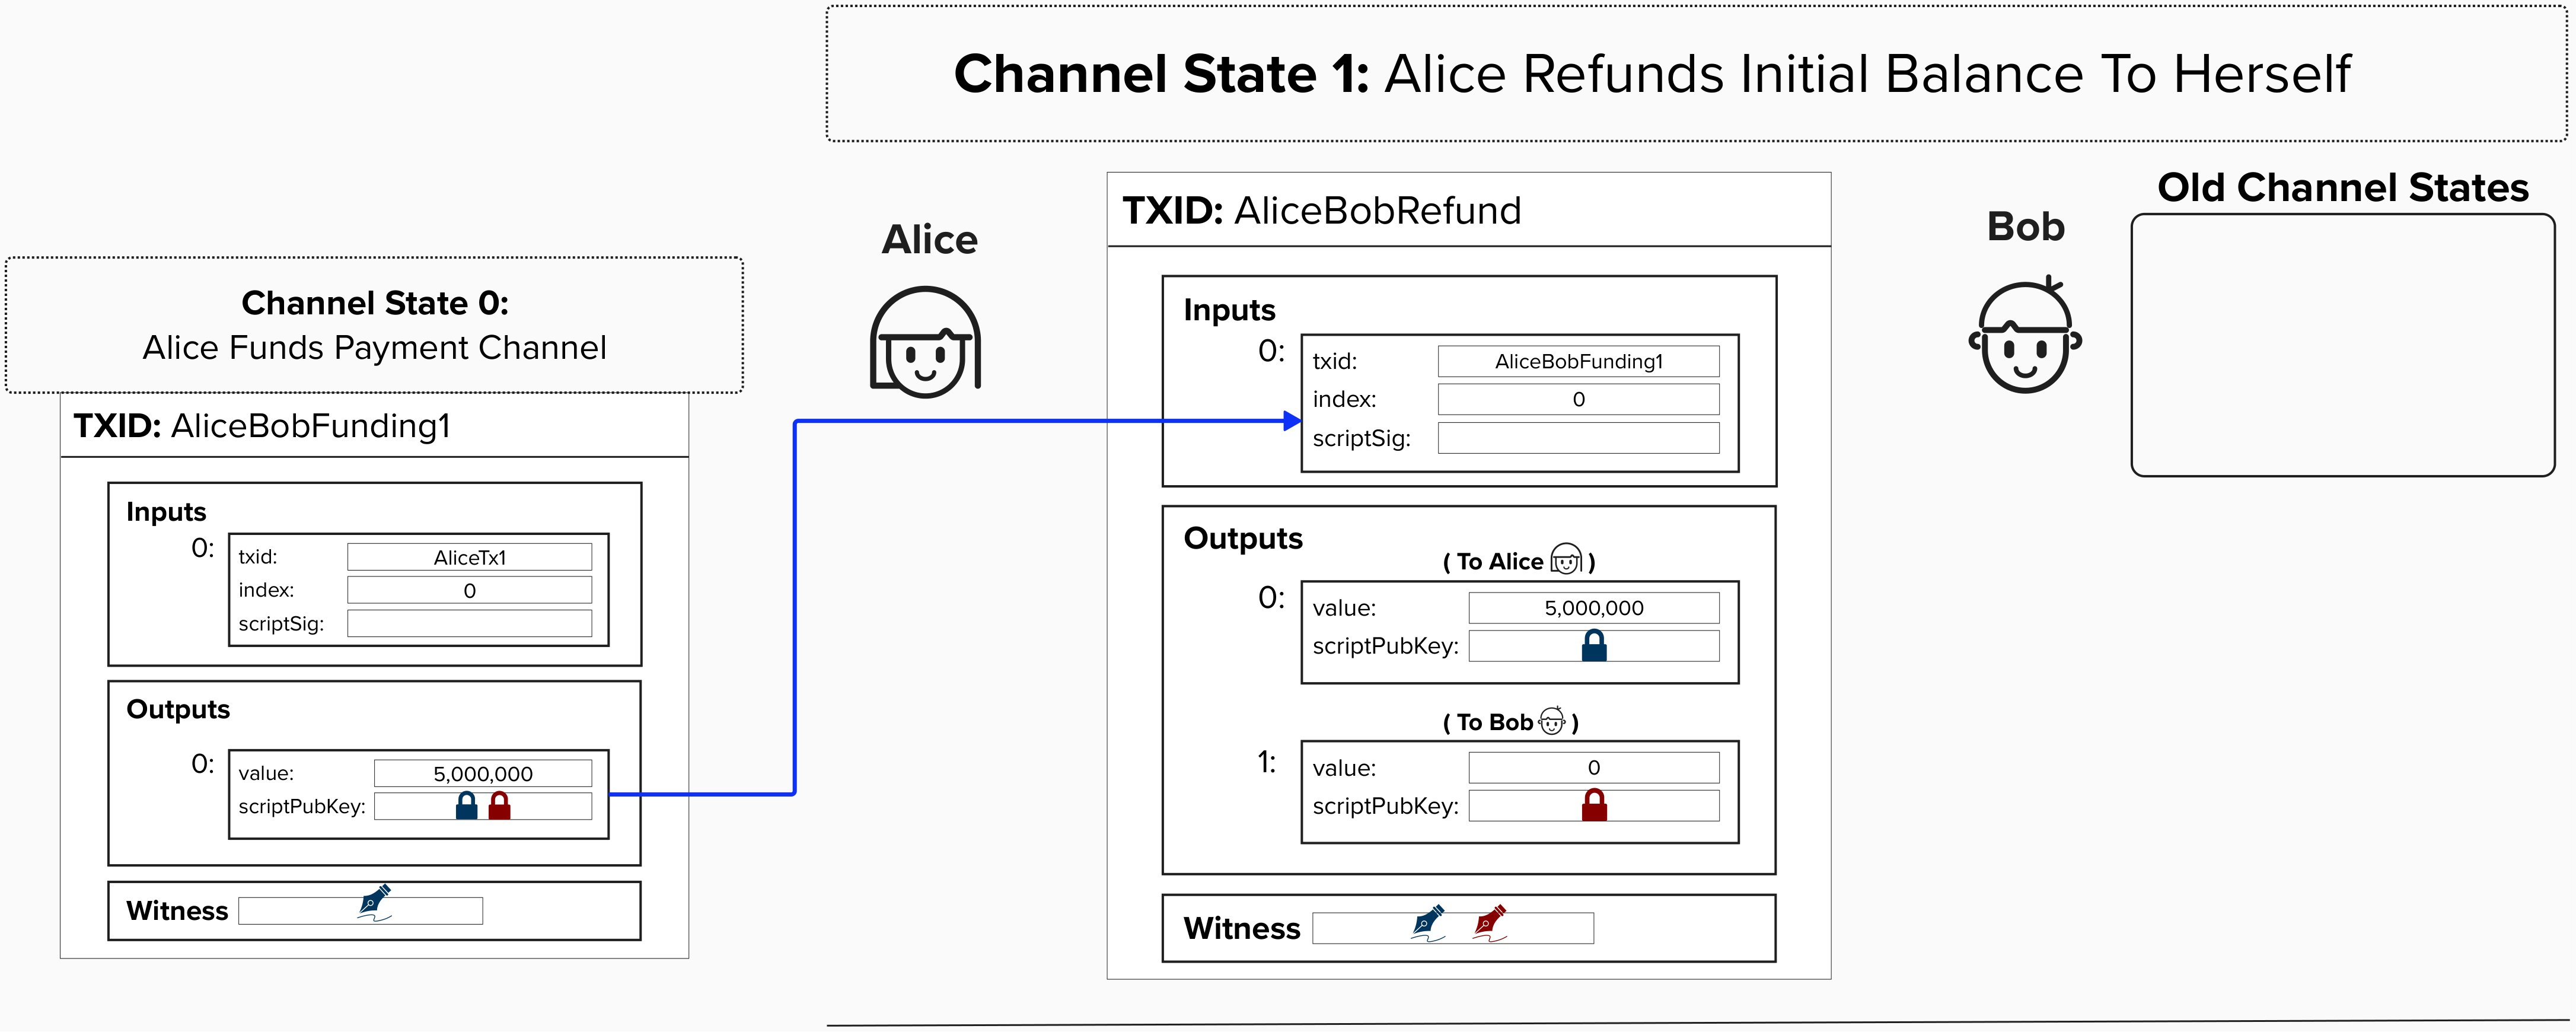 Channel State 1: Alice Refunds Initial Balance To Herself
Channel State 0:
Alice Funds Payment Channel
TXID: AliceBobFunding1
Inputs
0:
txid: AliceTx1
index: 0
scriptSig:
Outputs
0:
value: 5,000,000
scriptPubKey:
Witness
Alice
TXID: AliceBobRefund
Inputs
0:
txid: AliceBobFunding1
index: 0
scriptSig:
Outputs
( To Alice )
0:
value: 5,000,000
scriptPubKey:
( To Bob )
1:
value: 0
scriptPubKey:
Witness
Bob
Old Channel States